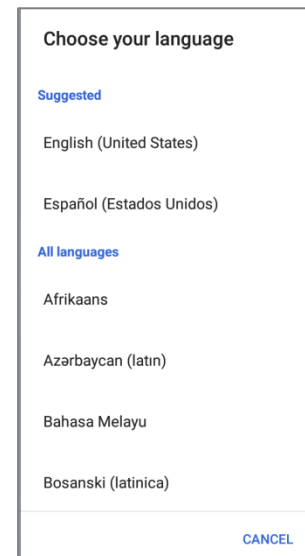 Choose your language
Suggested
English (United States)
Español (Estados Unidos)
All languages
Afrikaans
Azərbaycan (latın)
Bahasa Melayu
Bosanski (latinica)
CANCEL